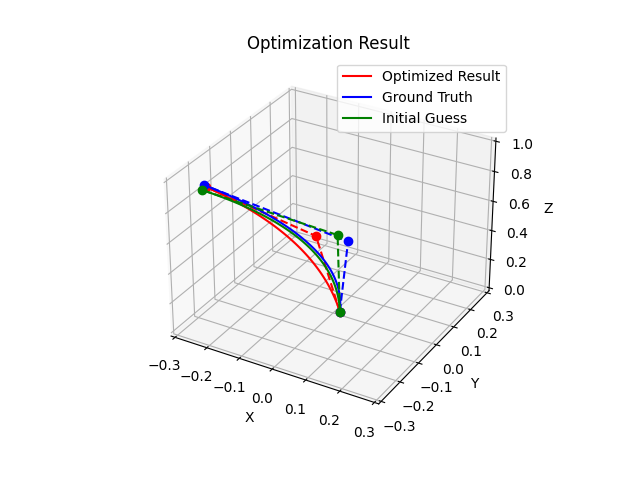 Optimization Result
Optimized Result
Ground Truth
Initial Guess
1.0
0.8
0.6
0.4
0.2
0.0
Z
−0.3
−0.2
−0.1
0.0
0.1
0.2
0.3
X
−0.3
−0.2
−0.1
0.0
0.1
0.2
0.3
Y